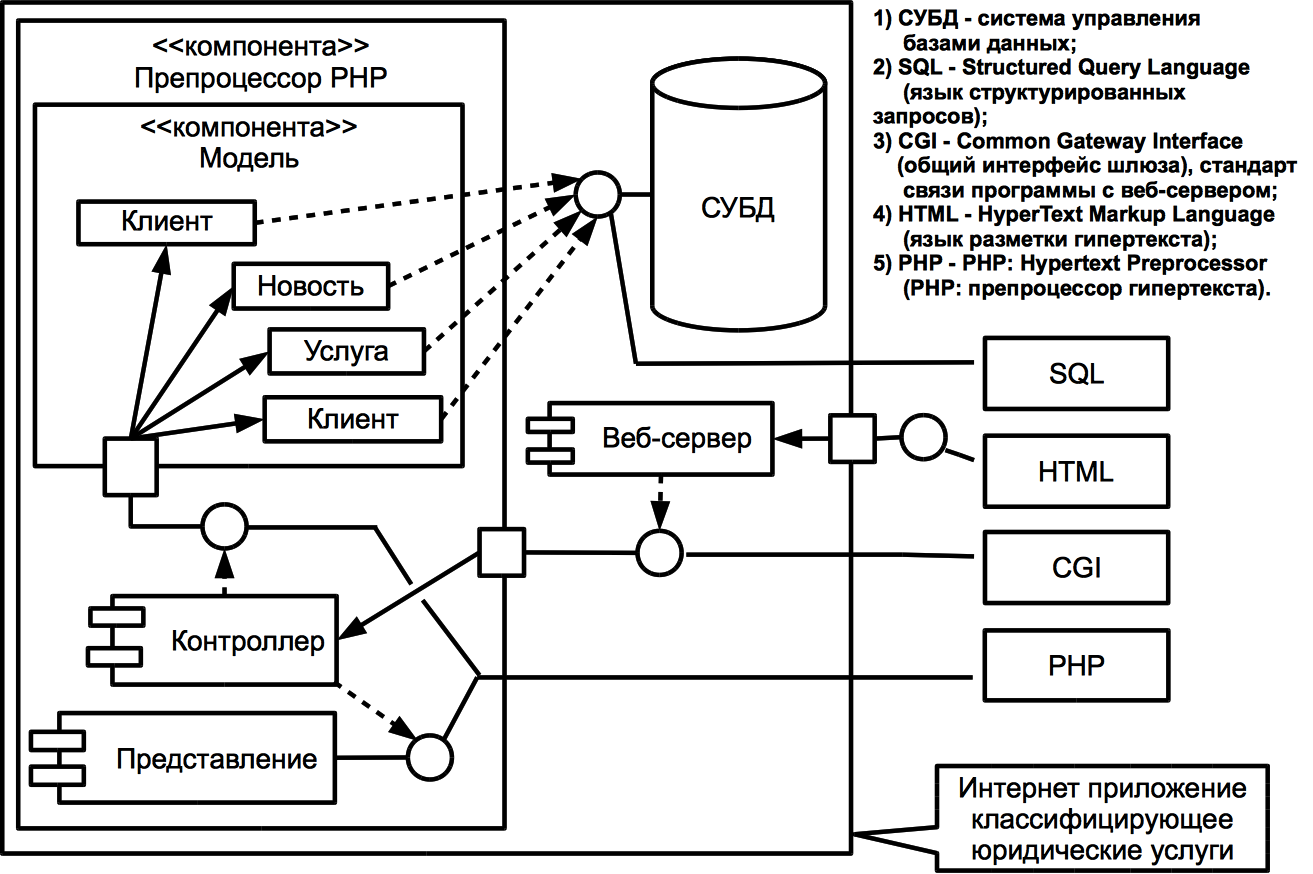 <<компонента>>
Препроцессор PHP
<<компонента>>
Модель
Клиент
Новость
Услуга
Клиент
Контроллер
Представление
СУБД
Веб-сервер
1) СУБД - система управления
базами данных;
2) SQL - Structured Query Language
(язык структурированных
запросов);
3) CGI - Common Gateway Interface
(общий интерфейс шлюза), стандарт
связи программы с веб-сервером;
4) HTML - HyperText Markup Language
(язык разметки гипертекста);
5) PHP - PHP: Hypertext Preprocessor
(PHP: препроцессор гипертекста).
SQL
HTML
CGI
PHP
Интернет приложение
классифицирующее
юридические услуги